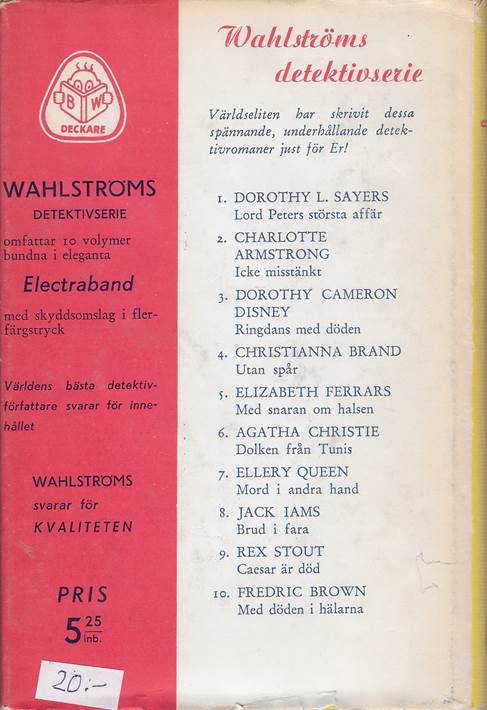 B W
DECKARE
WAHLSTRÖMS
DETEKTIVSERIE
omfattar 10 volymer
bundna i eleganta
Electraband
med skyddsomslag i fler-
färgstryck
Världens bästa detektiv-
författare svarar för inne-
hållet
WAHLSTRÖMS
svarar för
KVALITETEN
PRIS
5 25
inb.
20:-
Wahlströms
detektivserie
Världseliten har skrivit dessa
spännande, underhållande detek-
tivromaner just för Er!
1. DOROTHY L. SAYERS
Lord Peters största affär
2. CHARLOTTE
ARMSTRONG
Icke misstänkt
3. DOROTHY CAMERON
DISNEY
Ringdans med döden
4. CHRISTIANNA BRAND
Utan spår
5. ELIZABETH FERRARS
Med snaran om halsen
6. AGATHA CHRISTIE
Dolken från Tunis
7. ELLERY QUEEN
Mord i andra hand
8. JACK IAMS
Brud i fara
9. REX STOUT
Caesar är död
10. FREDRIC BROWN
Med döden i hälarna